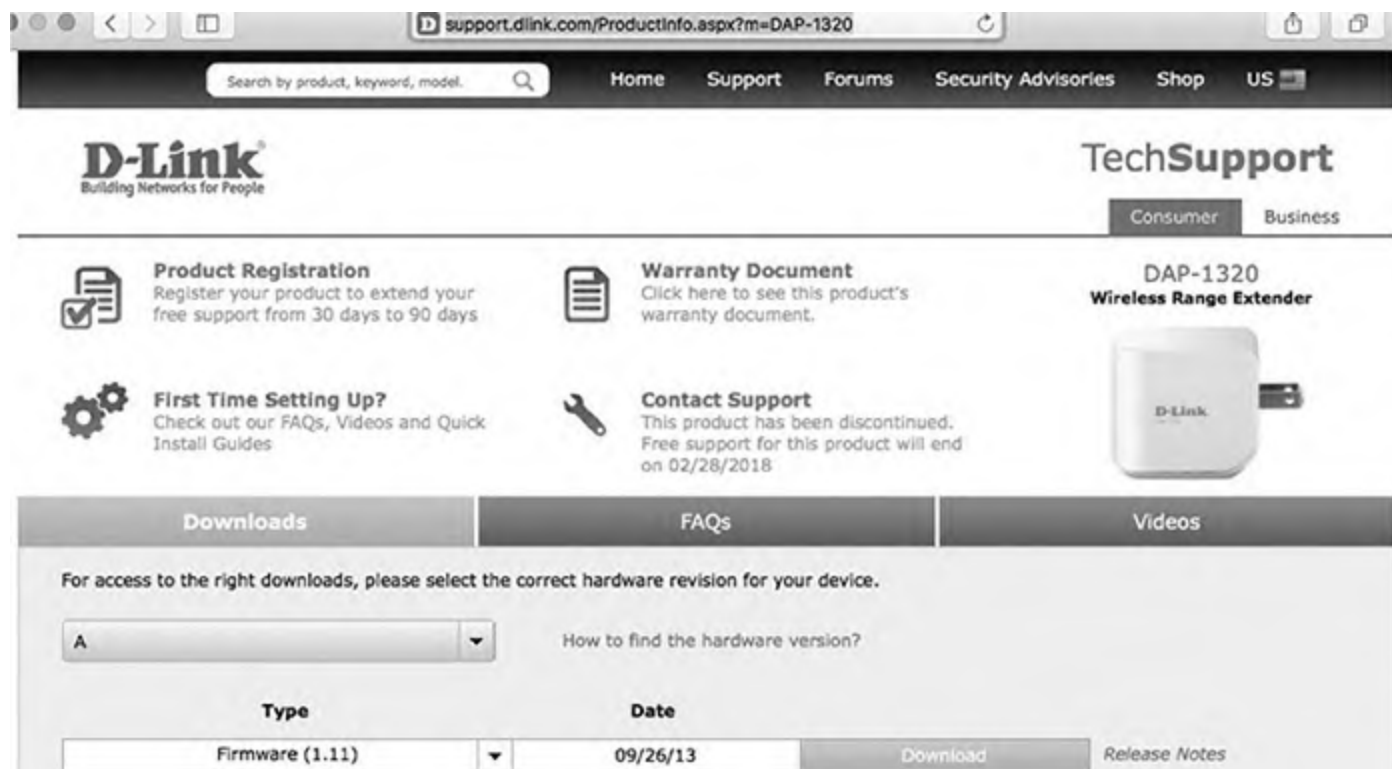 support.dlink.com/ProductInfo.aspx?m=DAP-1320
Search by product, keyword, model.
Home Support Forums Security Advisories Shop US
D-Link
Building Networks for People
TechSupport
Consumer Business
Product Registration
Register your product to extend your
free support from 30 days to 90 days
Warranty Document
Click here to see this product's
warranty document.
DAP-1320
Wireless Range Extender
First Time Setting Up?
Check out our FAQs, Videos and Quick
Install Guides
Contact Support
This product has been discontinued.
Free support for this product will end
on 02/28/2018
D-Link
Downloads FAQs Videos
For access to the right downloads, please select the correct hardware revision for your device.
A
How to find the hardware version?
Type Date
Firmware (1.11) 09/26/13 Download Release Notes